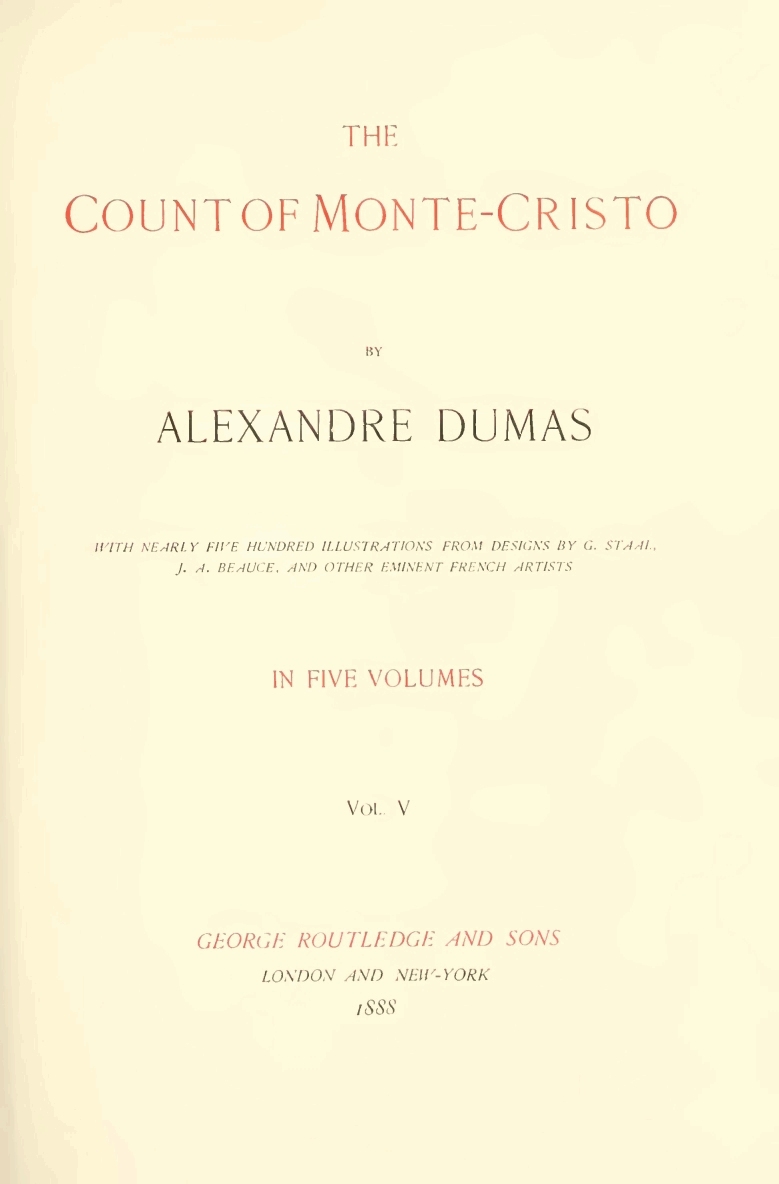 THE
COUNT OF MONTE-CRISTO
BY
ALEXANDRE DUMAS
WITH NEARLY FIVE HUNDRED ILLUSTRATIONS FROM DESIGNS BY G. STAAL,
J. A. BEAUCE, AND OTHER EMINENT FRENCH ARTISTS
IN FIVE VOLUMES
VOL. V
GEORGE ROUTLEDGE AND SONS
LONDON AND NEW-YORK
1888